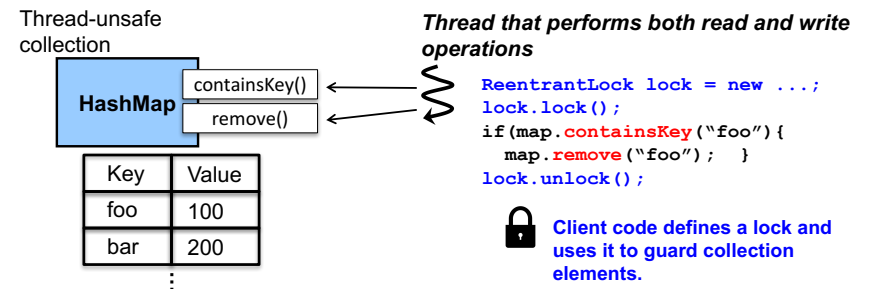 Thread-unsafe
collection
HashMap
containsKey()
remove()
Key Value
foo 100
bar 200
Thread that performs both read and write
operations
ReentrantLock lock = new ...;
lock.lock();
if(map.containsKey(“foo”){
map.remove(“foo”); }
lock.unlock();
Client code defines a lock and
uses it to guard collection
elements.